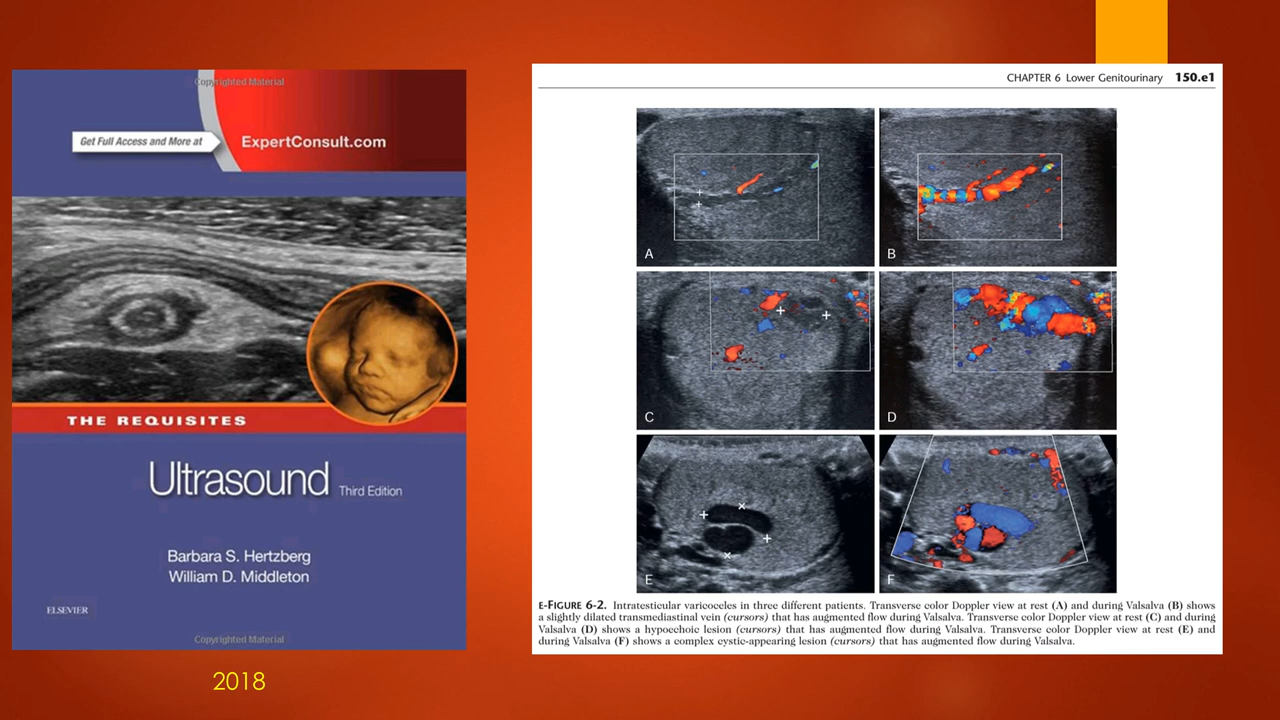 Copyrighted Material
Get Full Access and More at
ExpertConsult.com
THE REQUISITES
Ultrasound Third Edition
Barbara S. Hertzberg
William D. Middleton
ELSEVIER
Copyrighted Material
2018
CHAPTER 6 Lower Genitourinary 150.e1
A
B
C
D
E
F
E-FIGURE 6-2. Intratesticular varicoceles in three different patients. Transverse color Doppler view at rest (A) and during Valsalva (B) shows
a slightly dilated transmediastinal vein (cursors) that has augmented flow during Valsalva. Transverse color Doppler view at rest (C) and during
Valsalva (D) shows a hypoechoic lesion (cursors) that has augmented flow during Valsalva. Transverse color Doppler view at rest (E) and
during Valsalva (F) shows a complex cystic-appearing lesion (cursors) that has augmented flow during Valsalva.